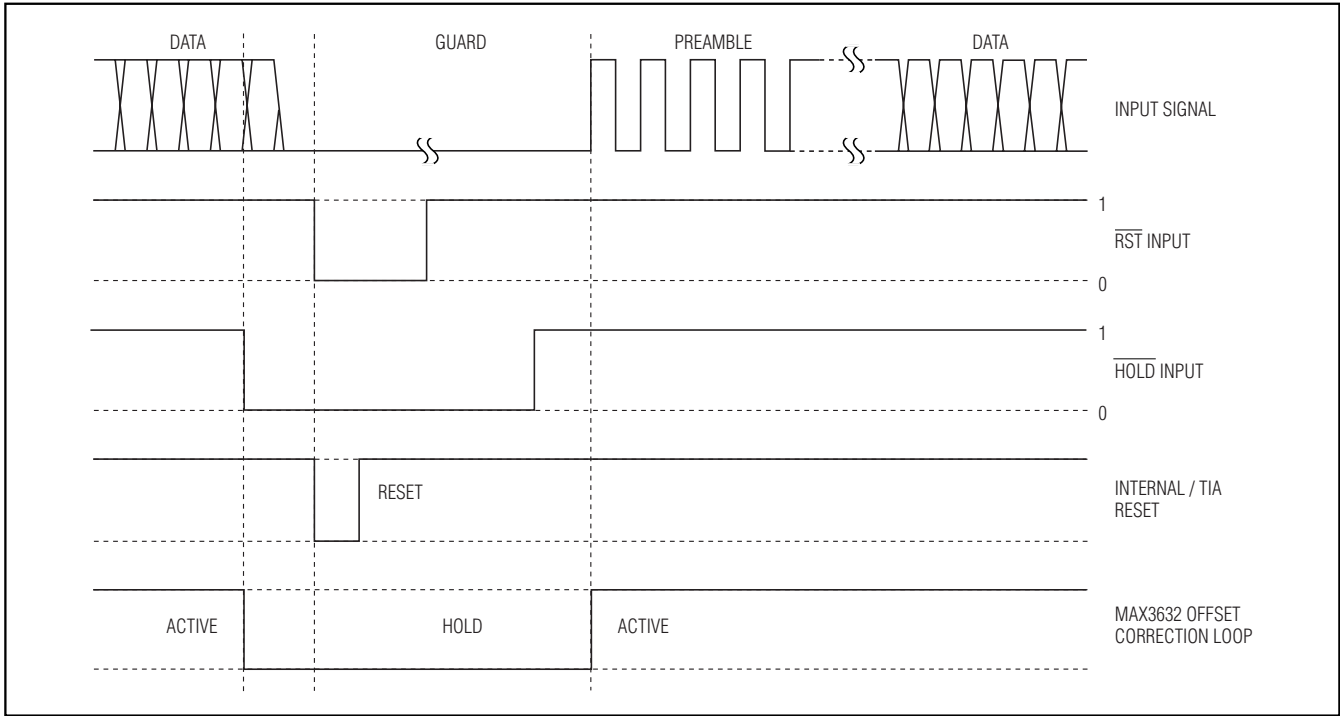 DATA
GUARD
PREAMBLE
DATA
INPUT SIGNAL
1
RST INPUT
0
1
HOLD INPUT
0
RESET
INTERNAL / TIA
RESET
ACTIVE
HOLD
ACTIVE
MAX3632 OFFSET
CORRECTION LOOP